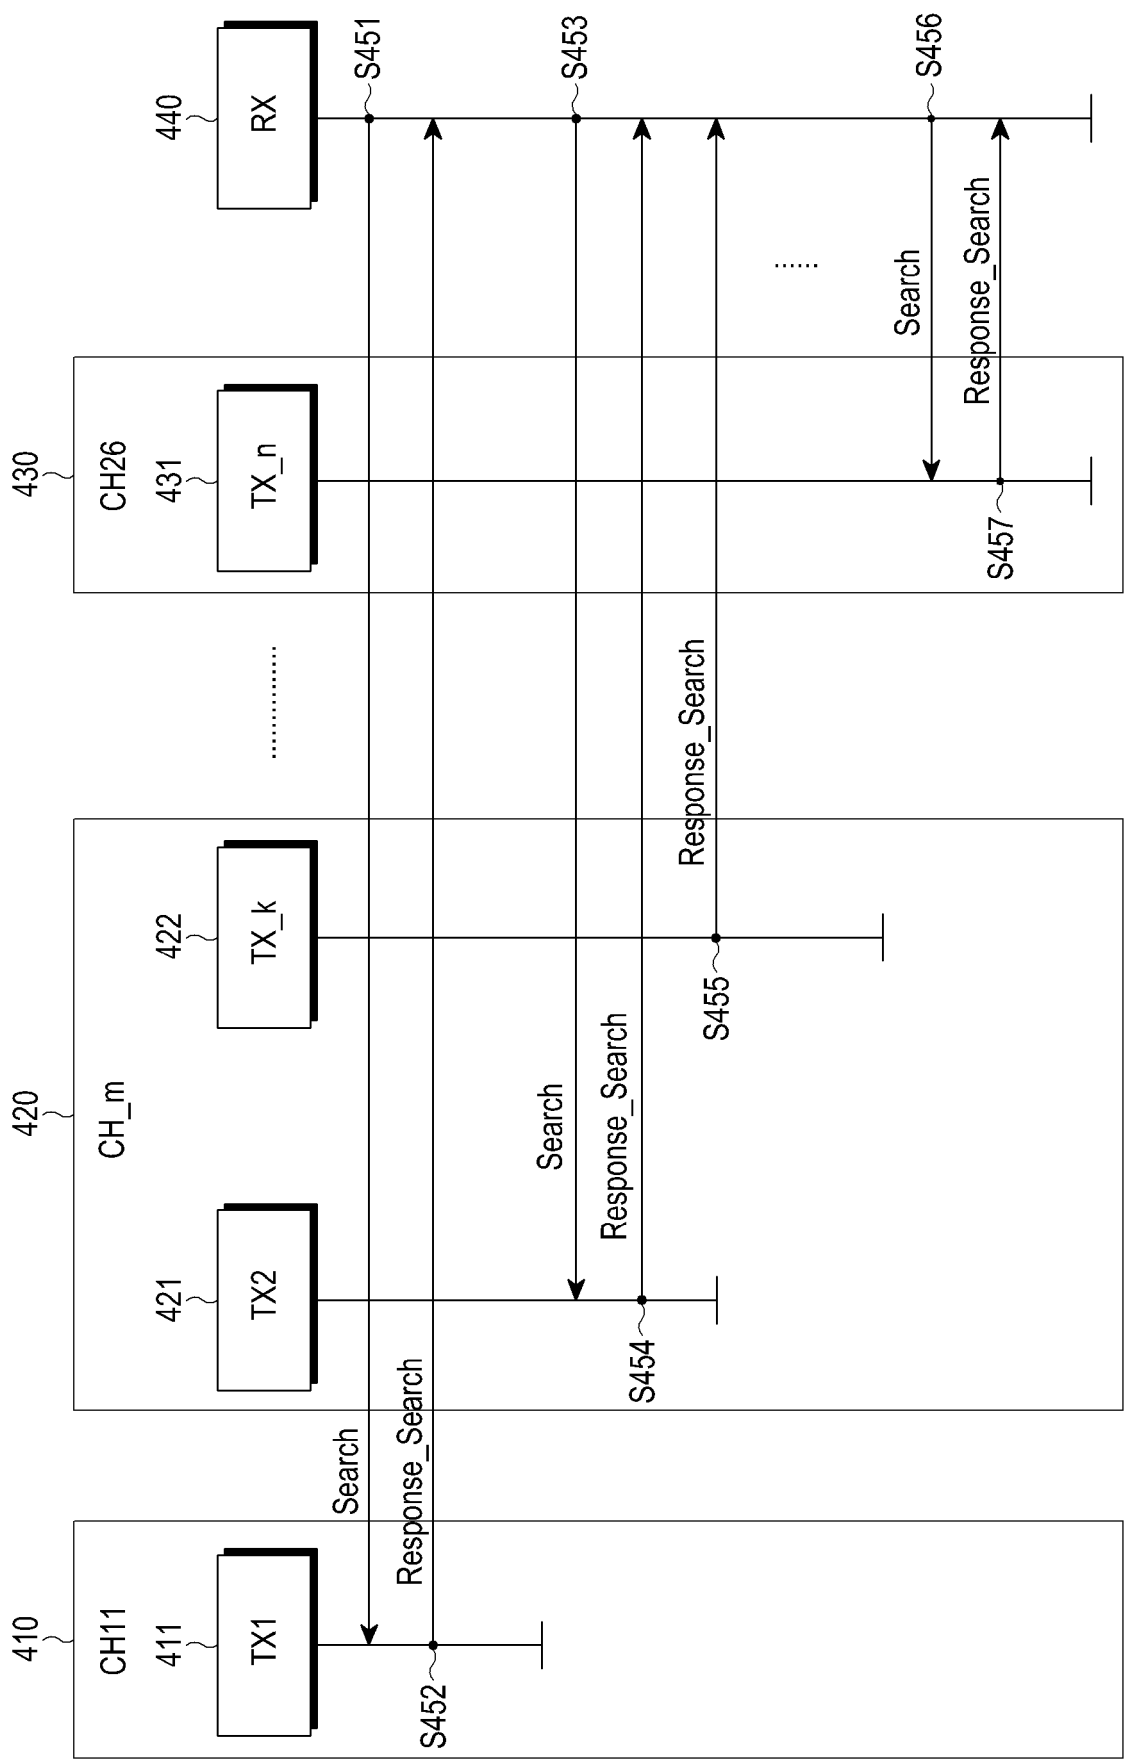 410
420
430
CH11
CH_m
CH26
411
421
422
431
440
TX1
TX2
TX_k
TX_n
RX
Search
S451
Response_Search
S452
Search
S453
Response_Search
S454
Response_Search
S455
Search
S456
Response_Search
S457